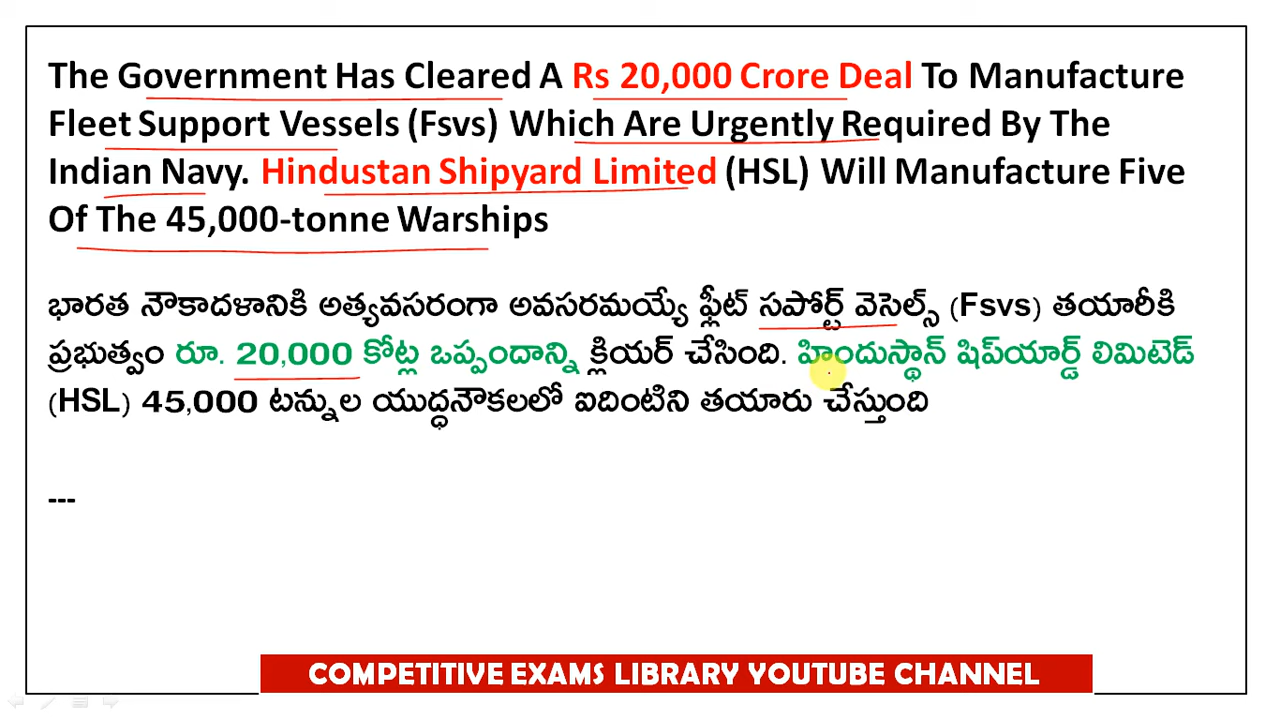 The Government Has Cleared A Rs 20,000 Crore Deal To Manufacture
Fleet Support Vessels (Fsvs) Which Are Urgently Required By The
Indian Navy. Hindustan Shipyard Limited (HSL) Will Manufacture Five
Of The 45,000-tonne Warships
భారత నౌకాదళానికి అత్యవసరంగా అవసరమయ్యే ఫ్లీట్ సపోర్ట్ వెసెల్స్ (Fsvs) తయారీకి
ప్రభుత్వం రూ. 20,000 కోట్ల ఒప్పందాన్ని క్లియర్ చేసింది. హిందుస్థాన్ షిప్‌యార్డ్ లిమిటెడ్
(HSL) 45,000 టన్నుల యుద్ధనౌకలలో ఐదింటిని తయారు చేస్తుంది
---
COMPETITIVE EXAMS LIBRARY YOUTUBE CHANNEL